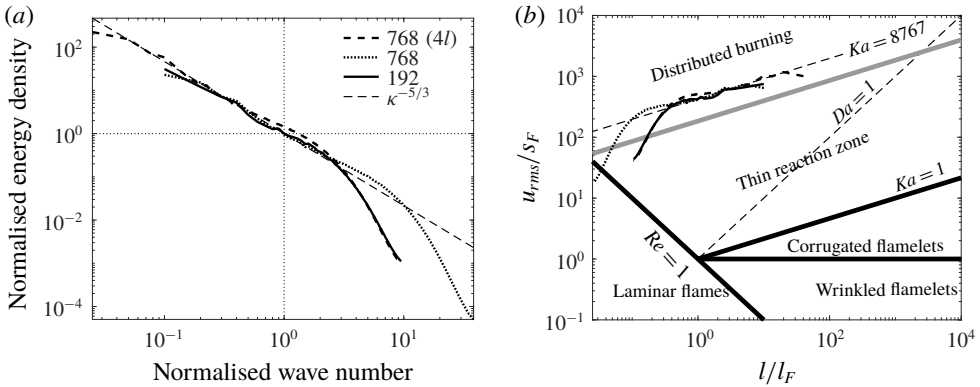 (a)
Normalised energy density
10^2
10^0
10^−2
10^−4
768 (4l)
768
192
κ^−5/3
10^−1
10^0
10^1
Normalised wave number
(b)
u_rms/s_F
10^4
10^3
10^2
10^1
10^0
10^−1
Distributed burning
Ka = 8767
Da = 1
Thin reaction zone
Ka = 1
Re = 1
Corrugated flamelets
Laminar flames
Wrinkled flamelets
10^0
10^2
10^4
l/l_F